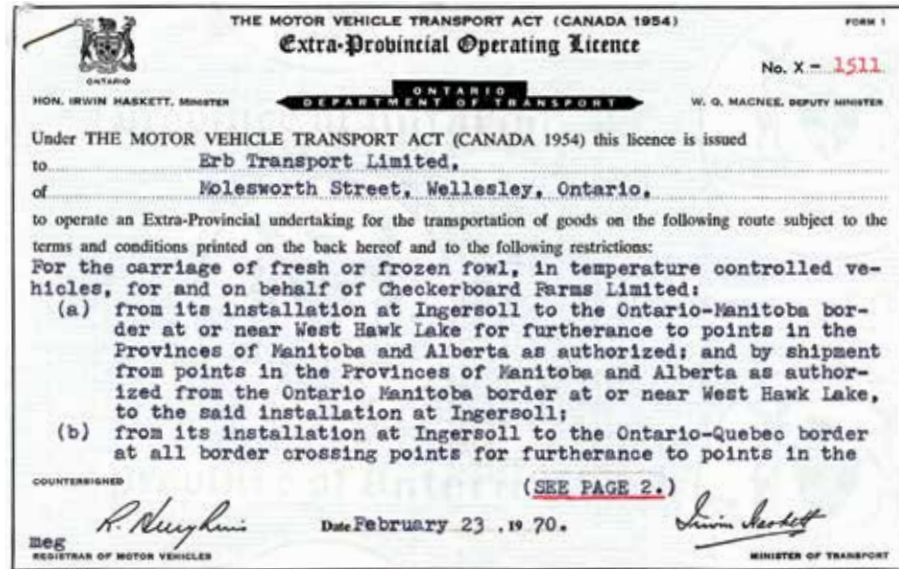 THE MOTOR VEHICLE TRANSPORT ACT (CANADA 1954)
FORM 1
Extra-Provincial Operating Licence
ONTARIO
No. X - 1511
HON. IRWIN HASKETT, MINISTER
ONTARIO
DEPARTMENT OF TRANSPORT
W. Q. MACNEE, DEPUTY MINISTER
Under THE MOTOR VEHICLE TRANSPORT ACT (CANADA 1954) this licence is issued
to Erb Transport Limited,
of Molesworth Street, Wellesley, Ontario,
to operate an Extra-Provincial undertaking for the transportation of goods on the following route subject to the
terms and conditions printed on the back hereof and to the following restrictions:
For the carriage of fresh or frozen fowl, in temperature controlled ve-
hicles, for and on behalf of Checkerboard Farms Limited:
(a) from its installation at Ingersoll to the Ontario-Manitoba bor-
der at or near West Hawk Lake for furtherance to points in the
Provinces of Manitoba and Alberta as authorized; and by shipment
from points in the Provinces of Manitoba and Alberta as author-
ized from the Ontario Manitoba border at or near West Hawk Lake,
to the said installation at Ingersoll;
(b) from its installation at Ingersoll to the Ontario-Quebec border
at all border crossing points for furtherance to points in the
COUNTERSIGNED
(SEE PAGE 2.)
Date February 23 , 19 70.
Irwin Haskett
meg
REGISTRAR OF MOTOR VEHICLES
MINISTER OF TRANSPORT